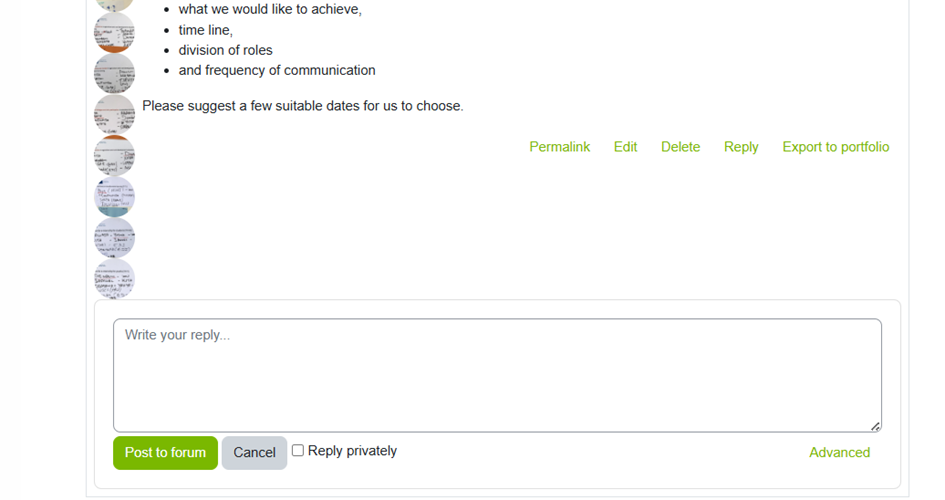 what we would like to achieve,
time line,
division of roles
and frequency of communication
Please suggest a few suitable dates for us to choose.
Permalink Edit Delete Reply Export to portfolio
Write your reply...
Post to forum Cancel Reply privately Advanced